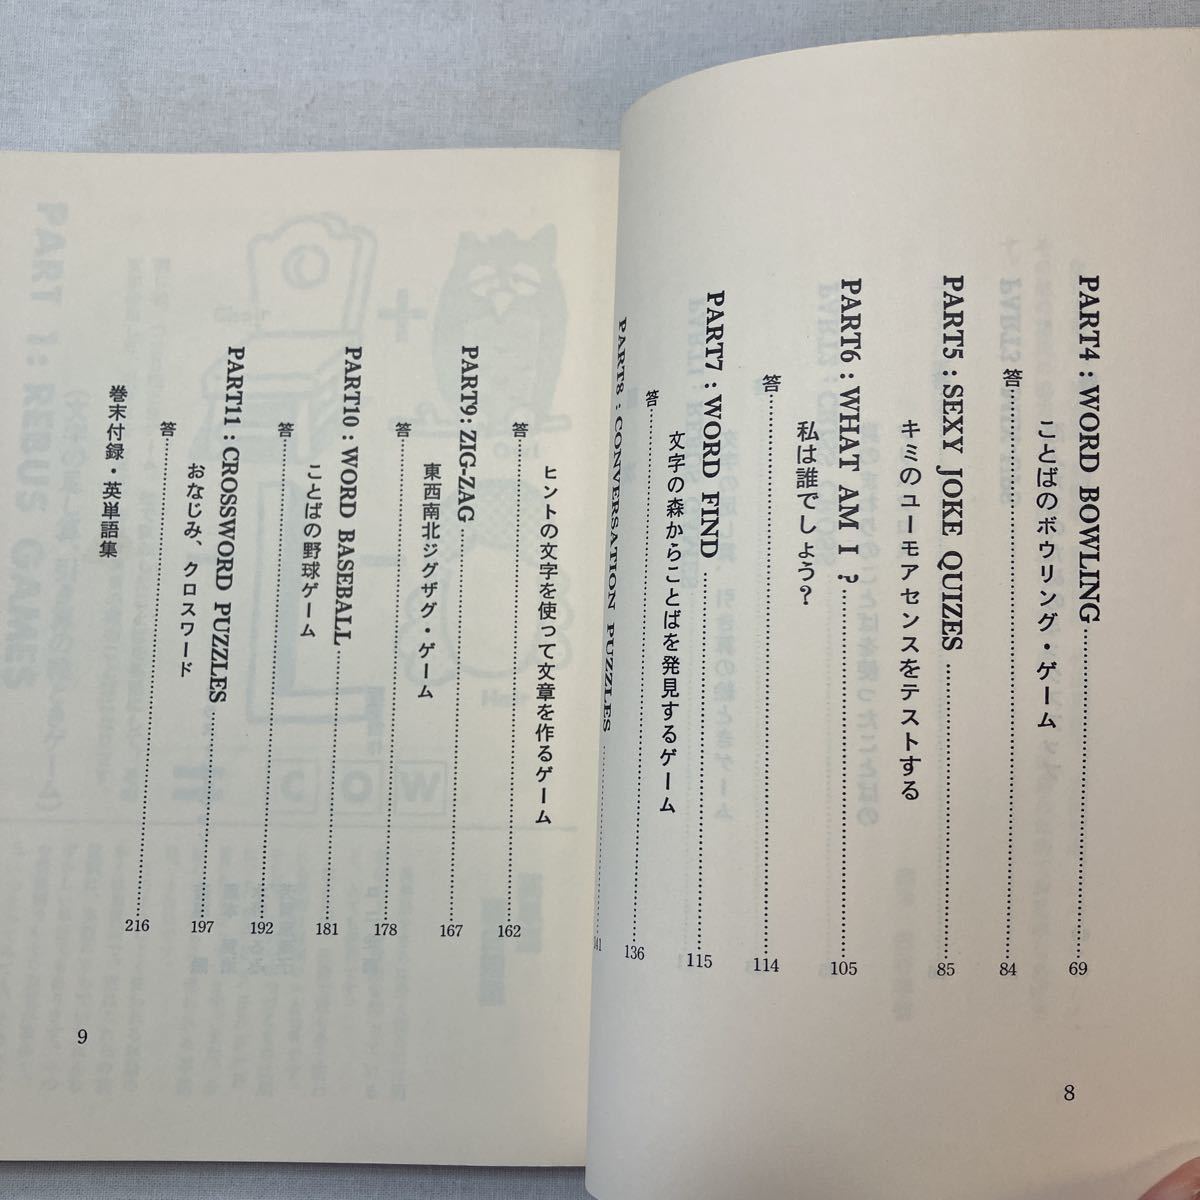 PART4 : WORD BOWLING……69
ことばのボウリング・ゲーム
答……84
PART5 : SEXY JOKE QUIZES……85
キミのユーモアセンスをテストする
PART6 : WHAT AM I ?……105
私は誰でしょう?
答……114
PART7 : WORD FIND……115
文字の森からことばを発見するゲーム
答……136
PART8 : CONVERSATION PUZZLES……141
8
ヒントの文字を使って文章を作るゲーム
答……162
PART9 : ZIG-ZAG……167
東西南北ジグザグ・ゲーム
答……178
PART10 : WORD BASEBALL……181
ことばの野球ゲーム
答……192
PART11 : CROSSWORD PUZZLES……197
おなじみ、クロスワード
答……216
巻末付録・英単語集
9
PART 1 : REBUS GAMES
COW